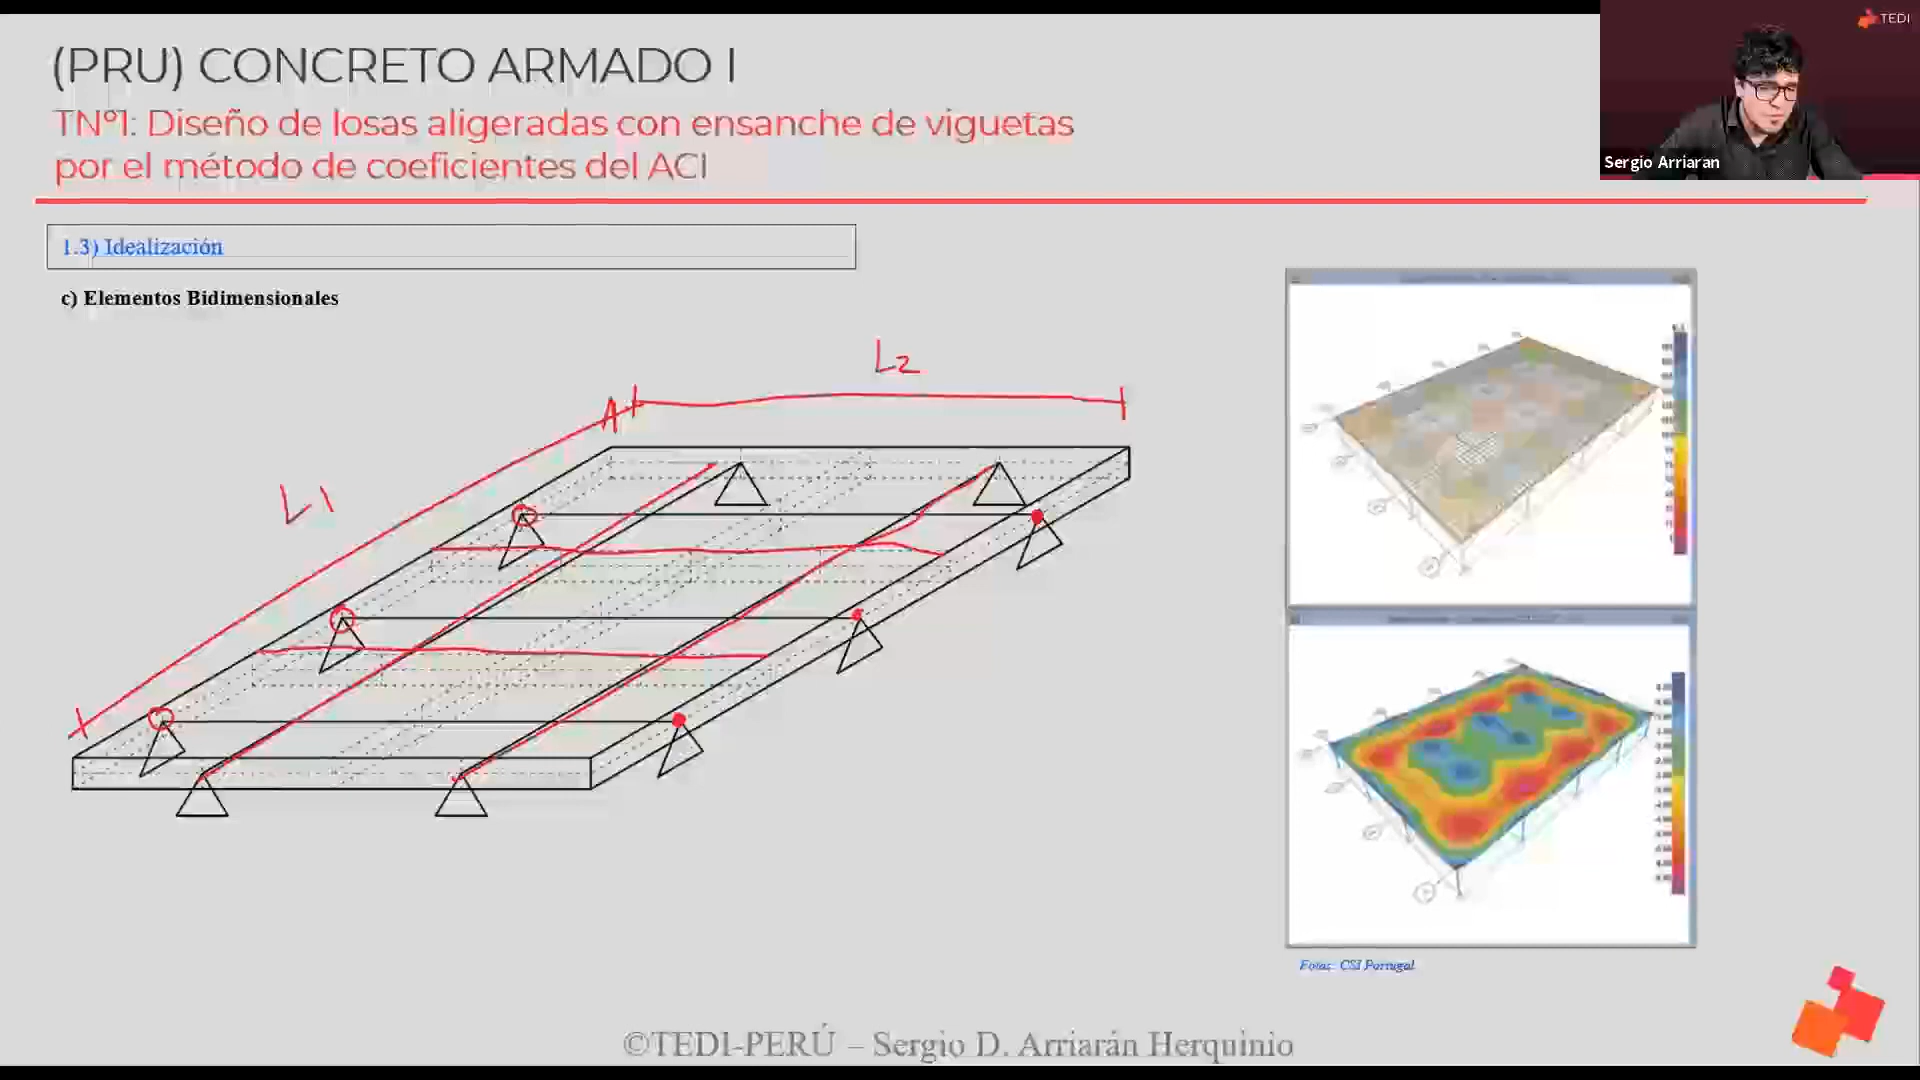 (PRU) CONCRETO ARMADO I
TN°1: Diseño de losas aligeradas con ensanche de viguetas
por el método de coeficientes del ACI
TEDI
Sergio Arriaran
1.3) Idealización
c) Elementos Bidimensionales
L2
L1
Fotos: CSI Portugal
©TEDI-PERÚ – Sergio D. Arriarán Herquinio